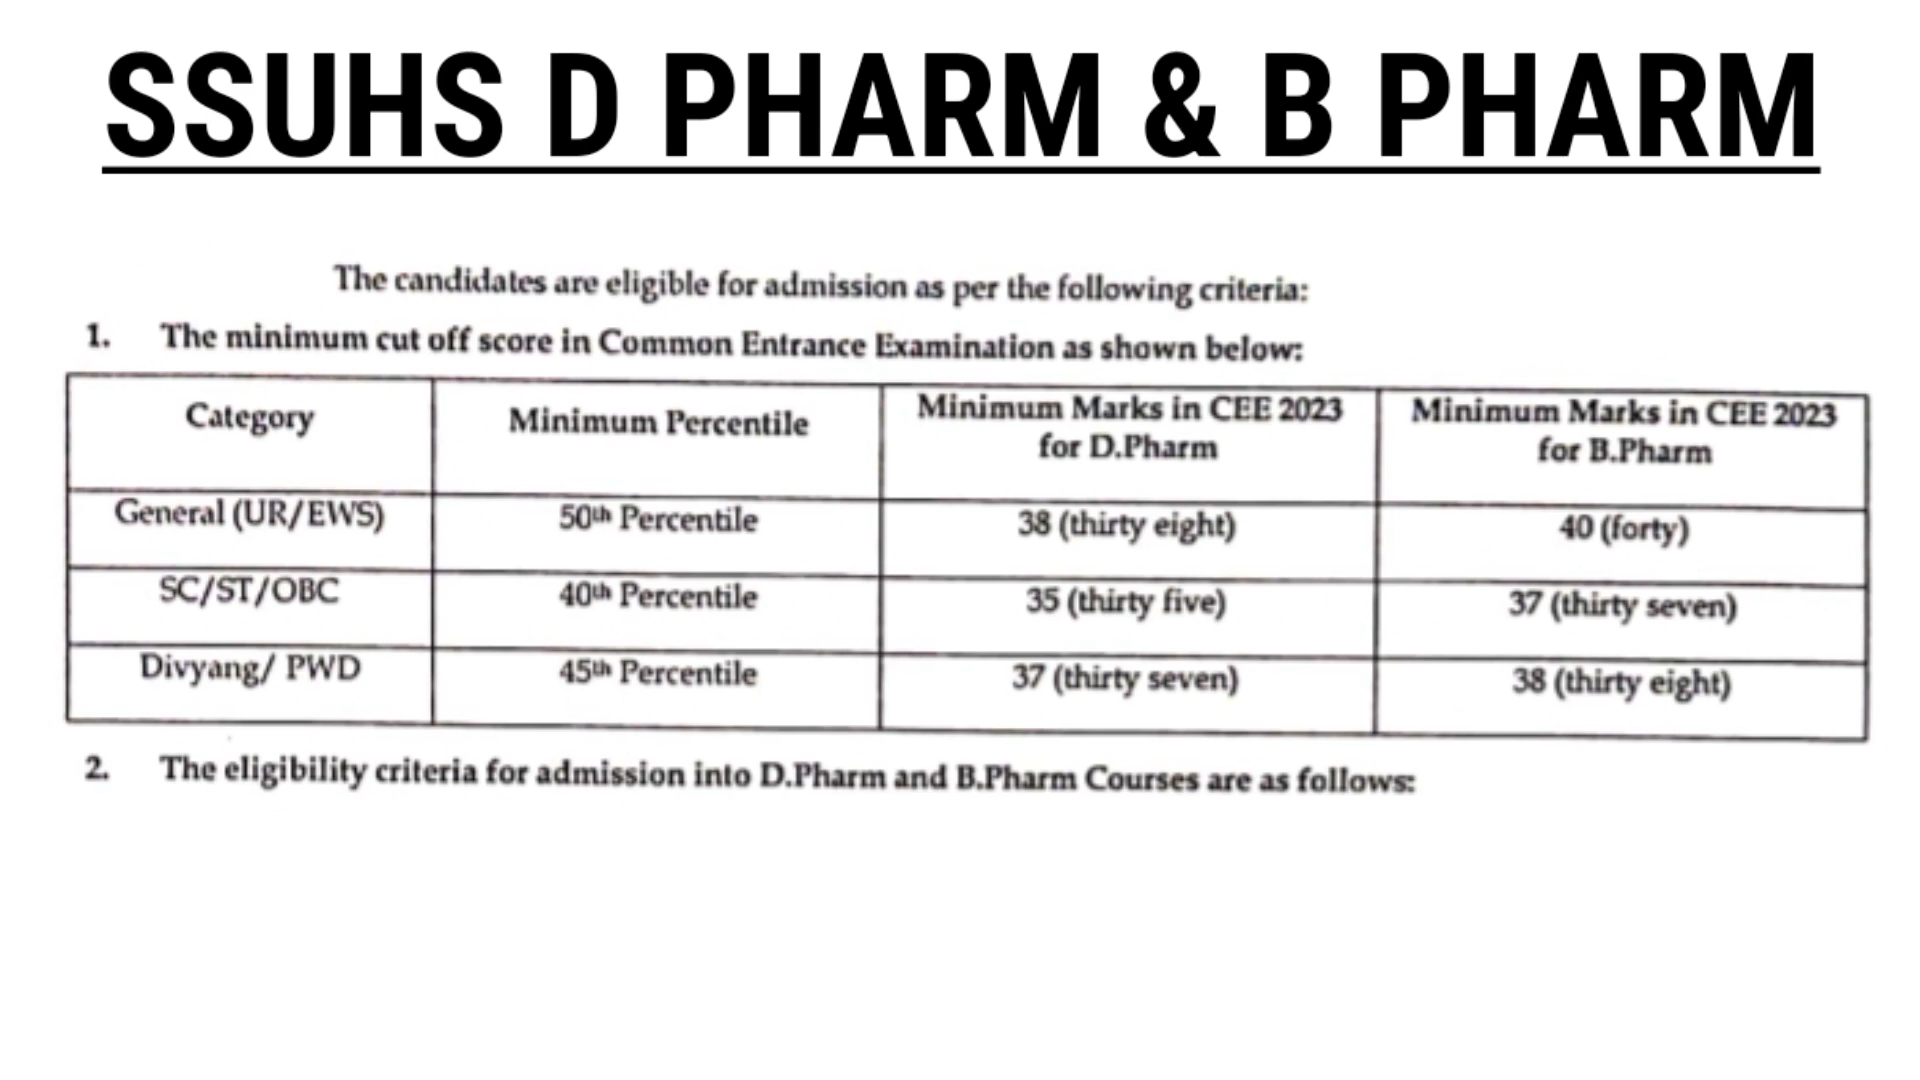 SSUHS D PHARM & B PHARM
The candidates are eligible for admission as per the following criteria:
1. The minimum cut off score in Common Entrance Examination as shown below:
Category Minimum Percentile Minimum Marks in CEE 2023 for D.Pharm Minimum Marks in CEE 2023 for B.Pharm
General (UR/EWS) 50th Percentile 38 (thirty eight) 40 (forty)
SC/ST/OBC 40th Percentile 35 (thirty five) 37 (thirty seven)
Divyang/ PWD 45th Percentile 37 (thirty seven) 38 (thirty eight)
2. The eligibility criteria for admission into D.Pharm and B.Pharm Courses are as follows: